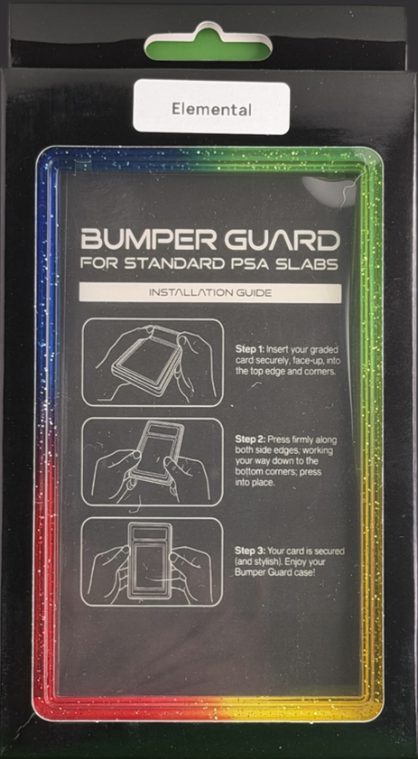 Elemental
BUMPER GUARD
FOR STANDARD PSA SLABS
INSTALLATION GUIDE
Step 1: Insert your graded
card securely, face-up, into
the top edge and corners.
Step 2: Press firmly along
both side edges, working
your way down to the
bottom corners; press
into place.
Step 3: Your card is secured
(and stylish). Enjoy your
Bumper Guard case!